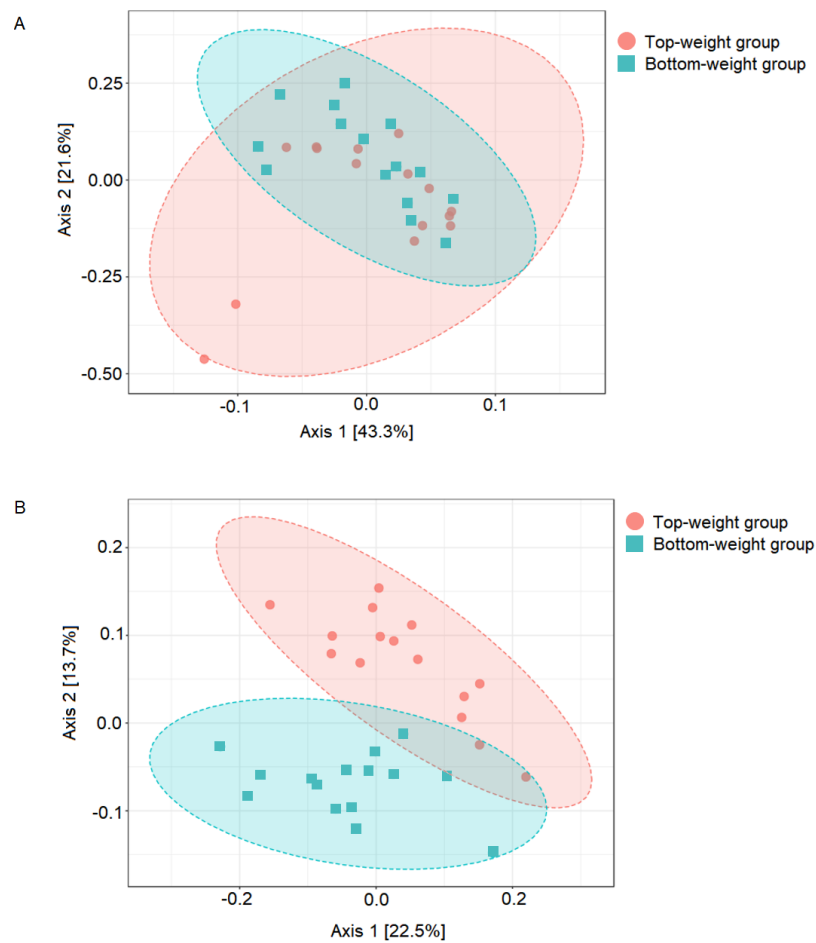 A
Top-weight group
Bottom-weight group
0.25
0.00
-0.25
-0.50
Axis 2 [21.6%]
-0.1
0.0
0.1
Axis 1 [43.3%]
B
Top-weight group
Bottom-weight group
0.2
0.1
0.0
-0.1
Axis 2 [13.7%]
-0.2
0.0
0.2
Axis 1 [22.5%]